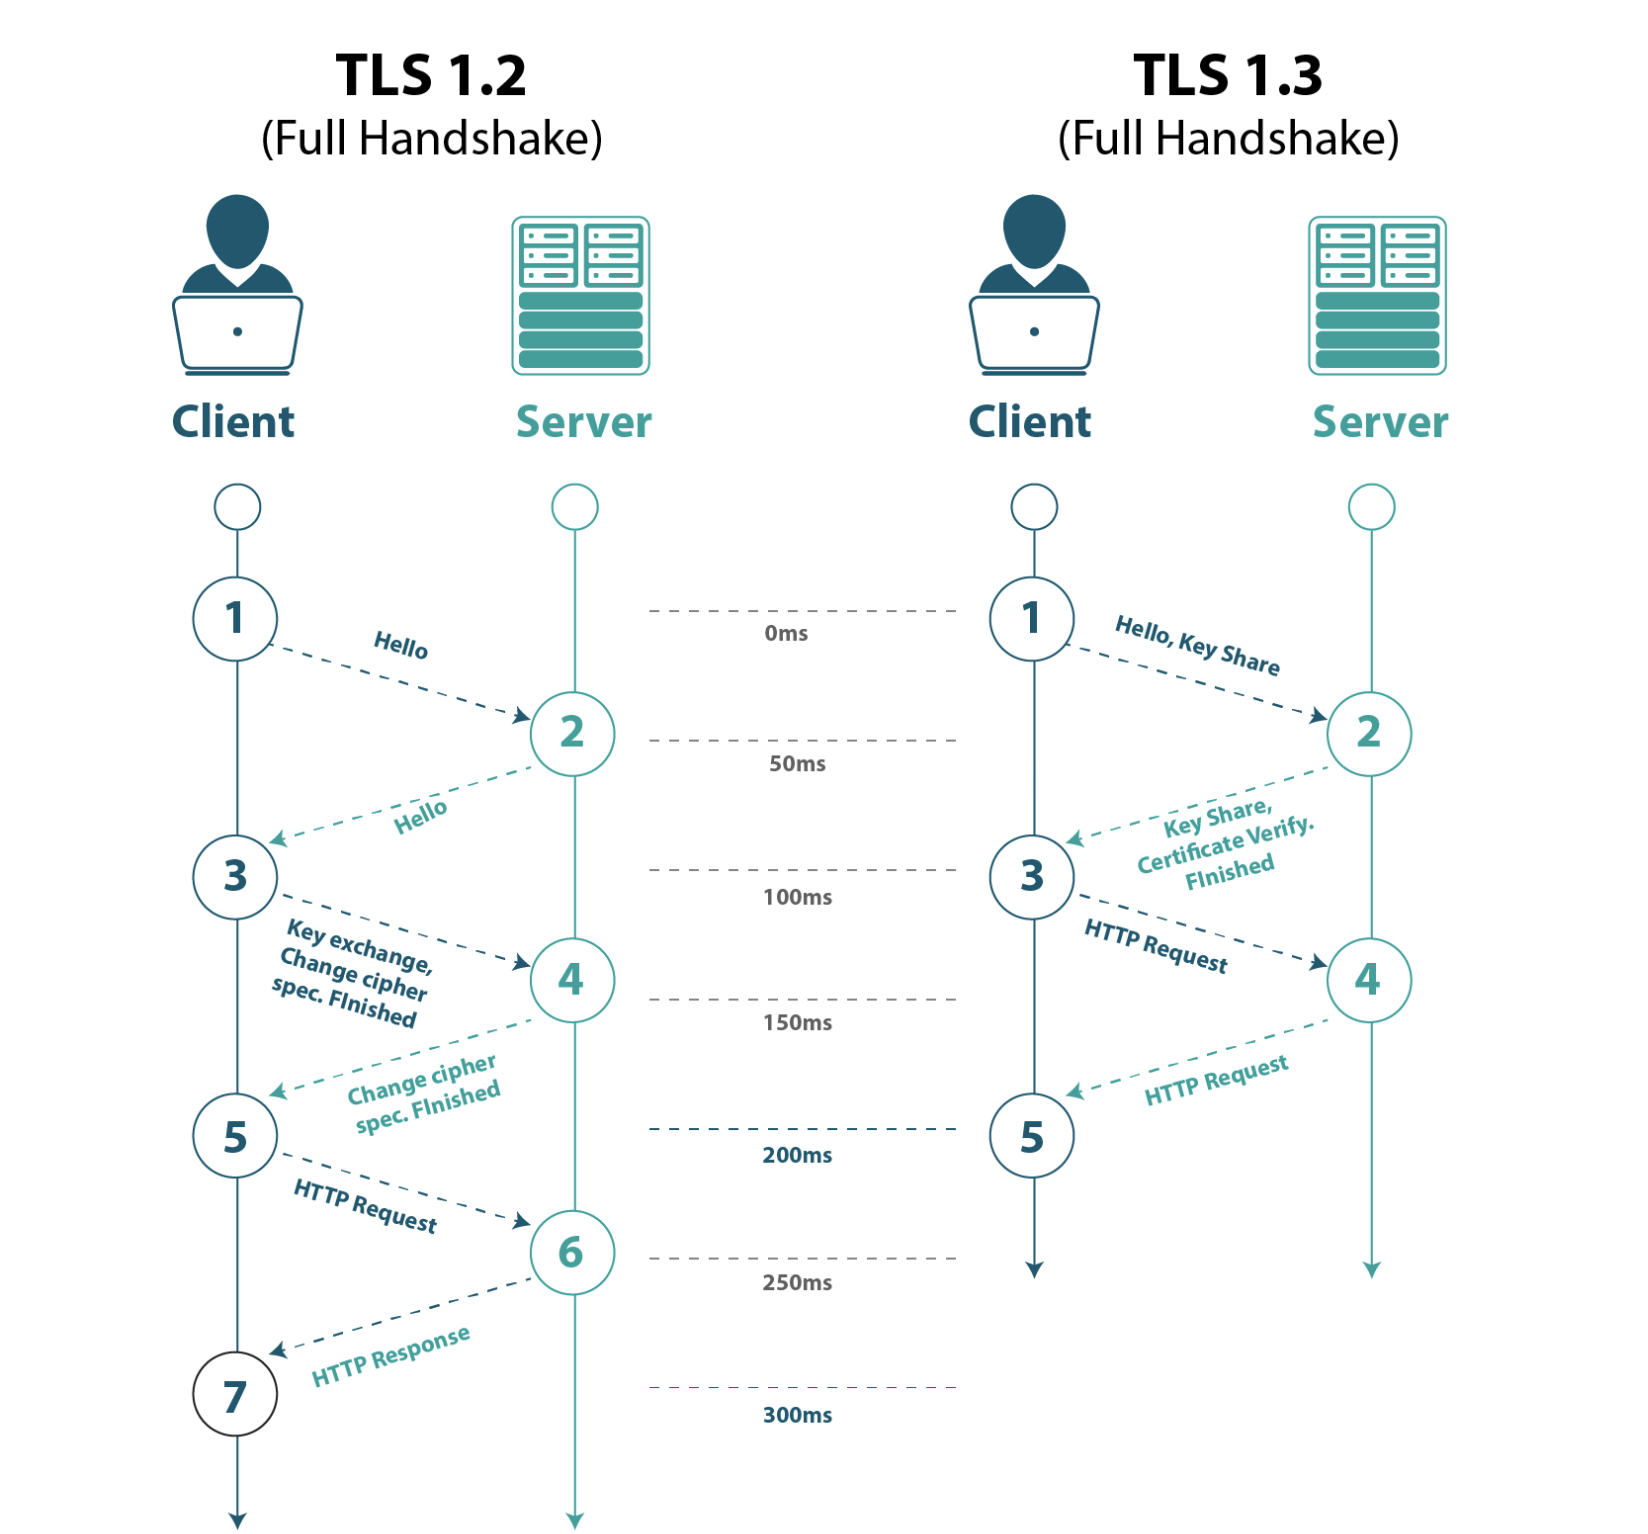 TLS 1.2
(Full Handshake)
Client
Server
1
Hello
2
Hello
3
Key exchange,
Change cipher
spec. FInished
4
Change cipher
spec. FInished
5
HTTP Request
6
HTTP Response
7
0ms
50ms
100ms
150ms
200ms
250ms
300ms
TLS 1.3
(Full Handshake)
Client
Server
1
Hello, Key Share
2
Key Share,
Certificate Verify.
FInished
3
HTTP Request
4
HTTP Request
5